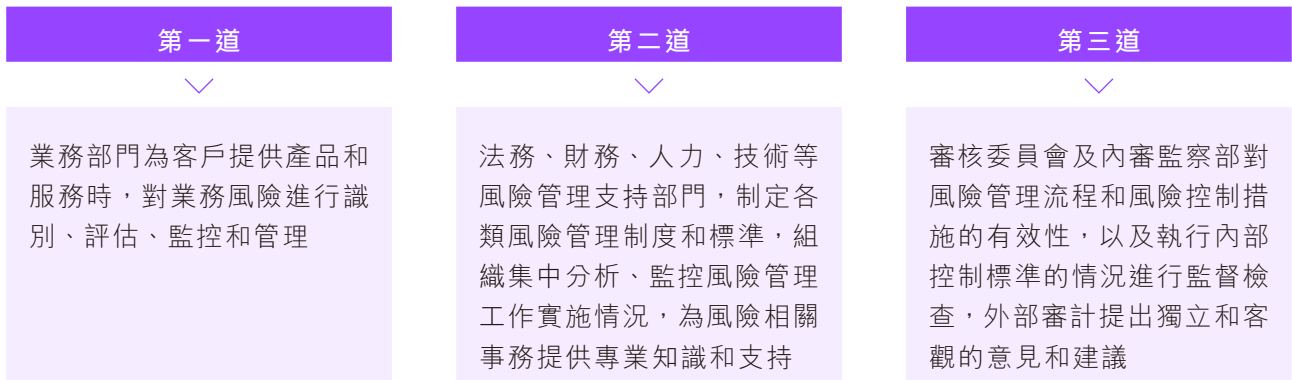 第一道
業務部門為客戶提供產品和
服務時，對業務風險進行識
別、評估、監控和管理
第二道
法務、財務、人力、技術等
風險管理支持部門，制定各
類風險管理制度和標準，組
織集中分析、監控風險管理
工作實施情況，為風險相關
事務提供專業知識和支持
第三道
審核委員會及內審監察部對
風險管理流程和風險控制措
施的有效性，以及執行內部
控制標準的情況進行監督檢
查，外部審計提出獨立和客
觀的意見和建議